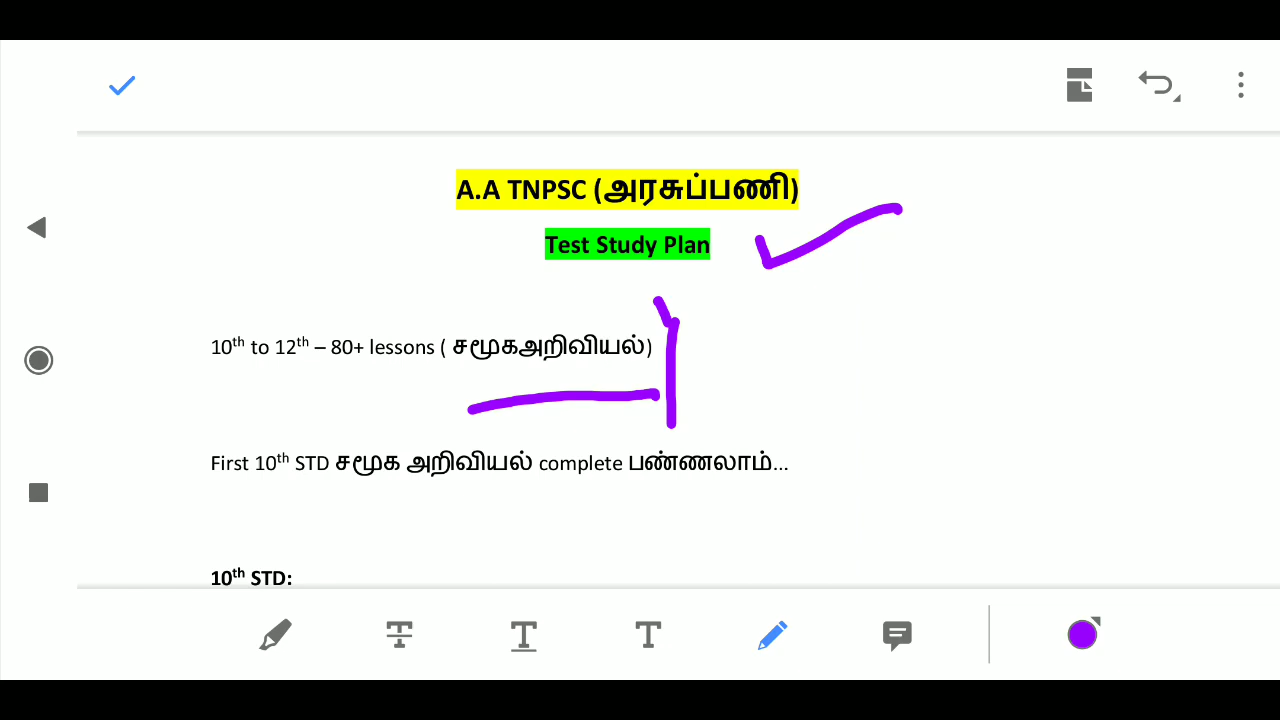 A.A TNPSC (அரசுப்பணி)
Test Study Plan
10th to 12th – 80+ lessons ( சமூகஅறிவியல்)
First 10th STD சமூக அறிவியல் complete பண்ணலாம்...
10th STD: